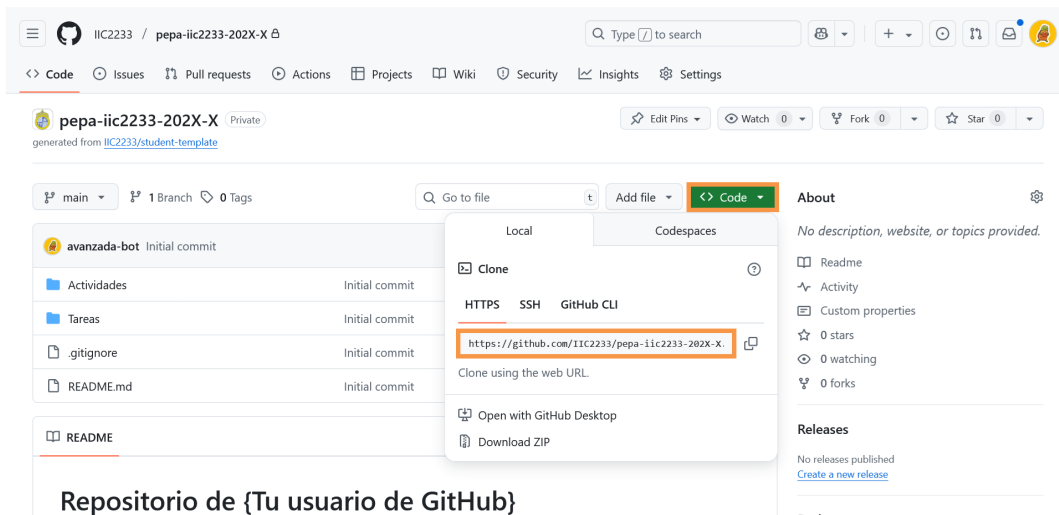 IIC2233 / pepa-iic2233-202X-X
Type / to search
Code Issues Pull requests Actions Projects Wiki Security Insights Settings
pepa-iic2233-202X-X Private
Edit Pins Watch 0 Fork 0 Star 0
generated from IIC2233/student-template
main 1 Branch 0 Tags
Go to file t
Add file
<> Code
avanzada-bot Initial commit
Actividades Initial commit
Tareas Initial commit
.gitignore Initial commit
README.md Initial commit
README
Repositorio de {Tu usuario de GitHub}
Local Codespaces
Clone
HTTPS SSH GitHub CLI
https://github.com/IIC2233/pepa-iic2233-202X-X.
Clone using the web URL.
Open with GitHub Desktop
Download ZIP
About
No description, website, or topics provided.
Readme
Activity
Custom properties
0 stars
0 watching
0 forks
Releases
No releases published
Create a new release